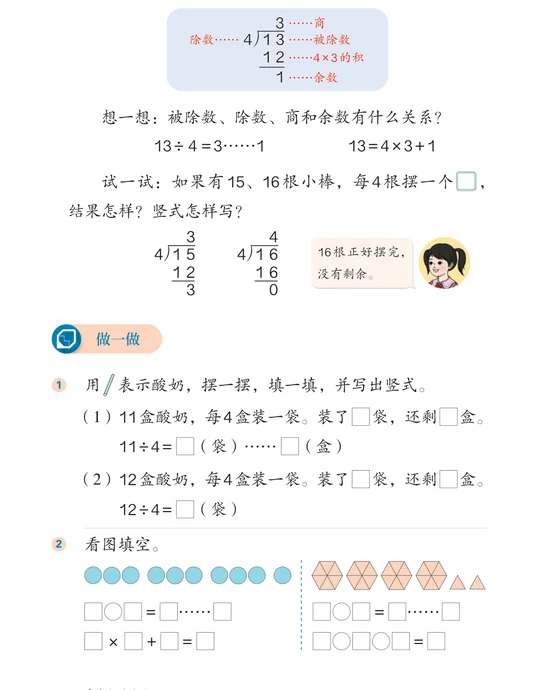 3……商
除数……4)13……被除数
12……4×3的积
1……余数
想一想：被除数、除数、商和余数有什么关系？
13÷4=3……1 13=4×3+1
试一试：如果有15、16根小棒，每4根摆一个□，
结果怎样？竖式怎样写？
3 4
4)15 4)16
12 16
3 0
16根正好摆完，
没有剩余。
做一做
1 用 表示酸奶，摆一摆，填一填，并写出竖式。
（1）11盒酸奶，每4盒装一袋。装了□袋，还剩□盒。
11÷4=□（袋）……□（盒）
（2）12盒酸奶，每4盒装一袋。装了□袋，还剩□盒。
12÷4=□（袋）
2 看图填空。
□○□=□……□ □○□=□……□
□×□+□=□ □○□○□=□